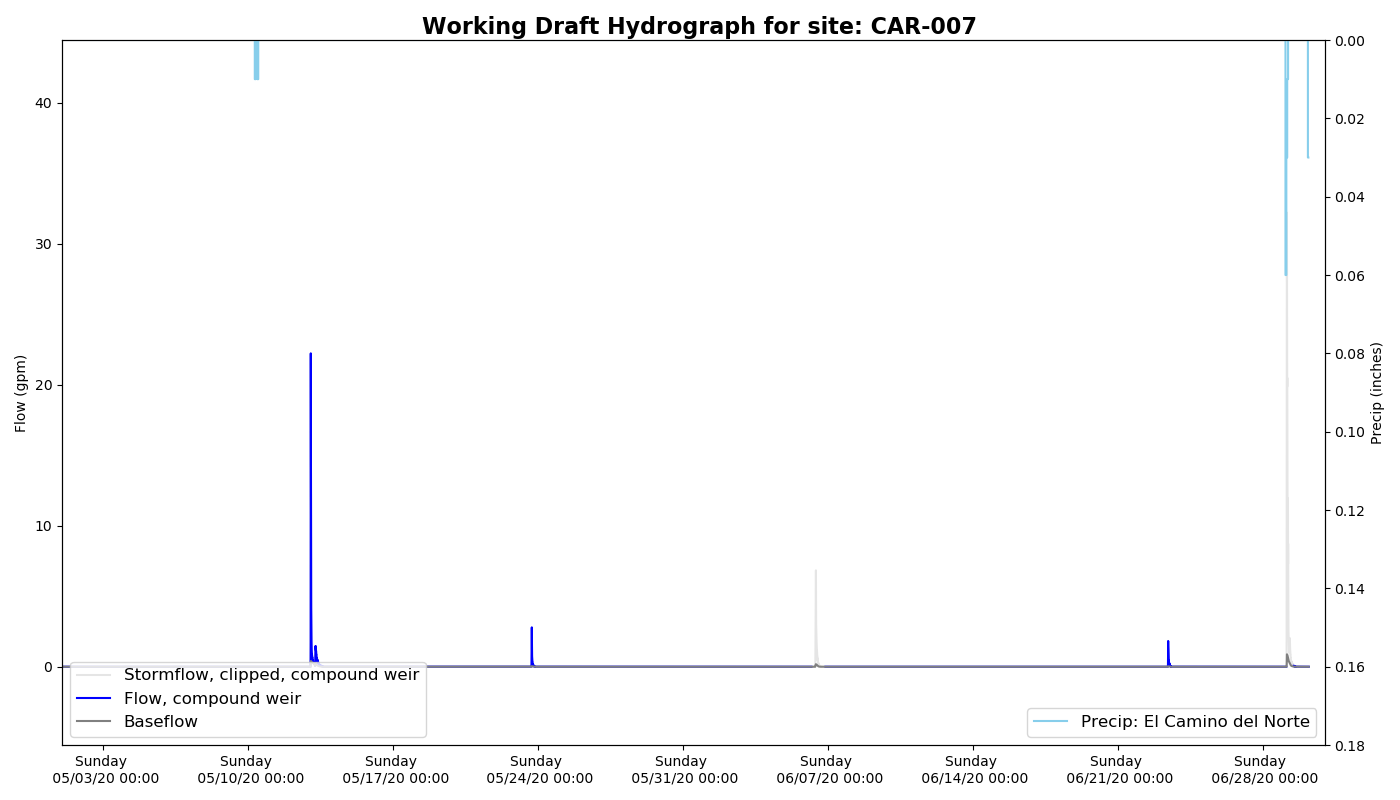 Working Draft Hydrograph for site: CAR-007
40
30
20
10
0
Flow (gpm)
0.00
0.02
0.04
0.06
0.08
0.10
0.12
0.14
0.16
0.18
Precip (inches)
Stormflow, clipped, compound weir
Flow, compound weir
Baseflow
Precip: El Camino del Norte
Sunday
05/03/20 00:00
Sunday
05/10/20 00:00
Sunday
05/17/20 00:00
Sunday
05/24/20 00:00
Sunday
05/31/20 00:00
Sunday
06/07/20 00:00
Sunday
06/14/20 00:00
Sunday
06/21/20 00:00
Sunday
06/28/20 00:00